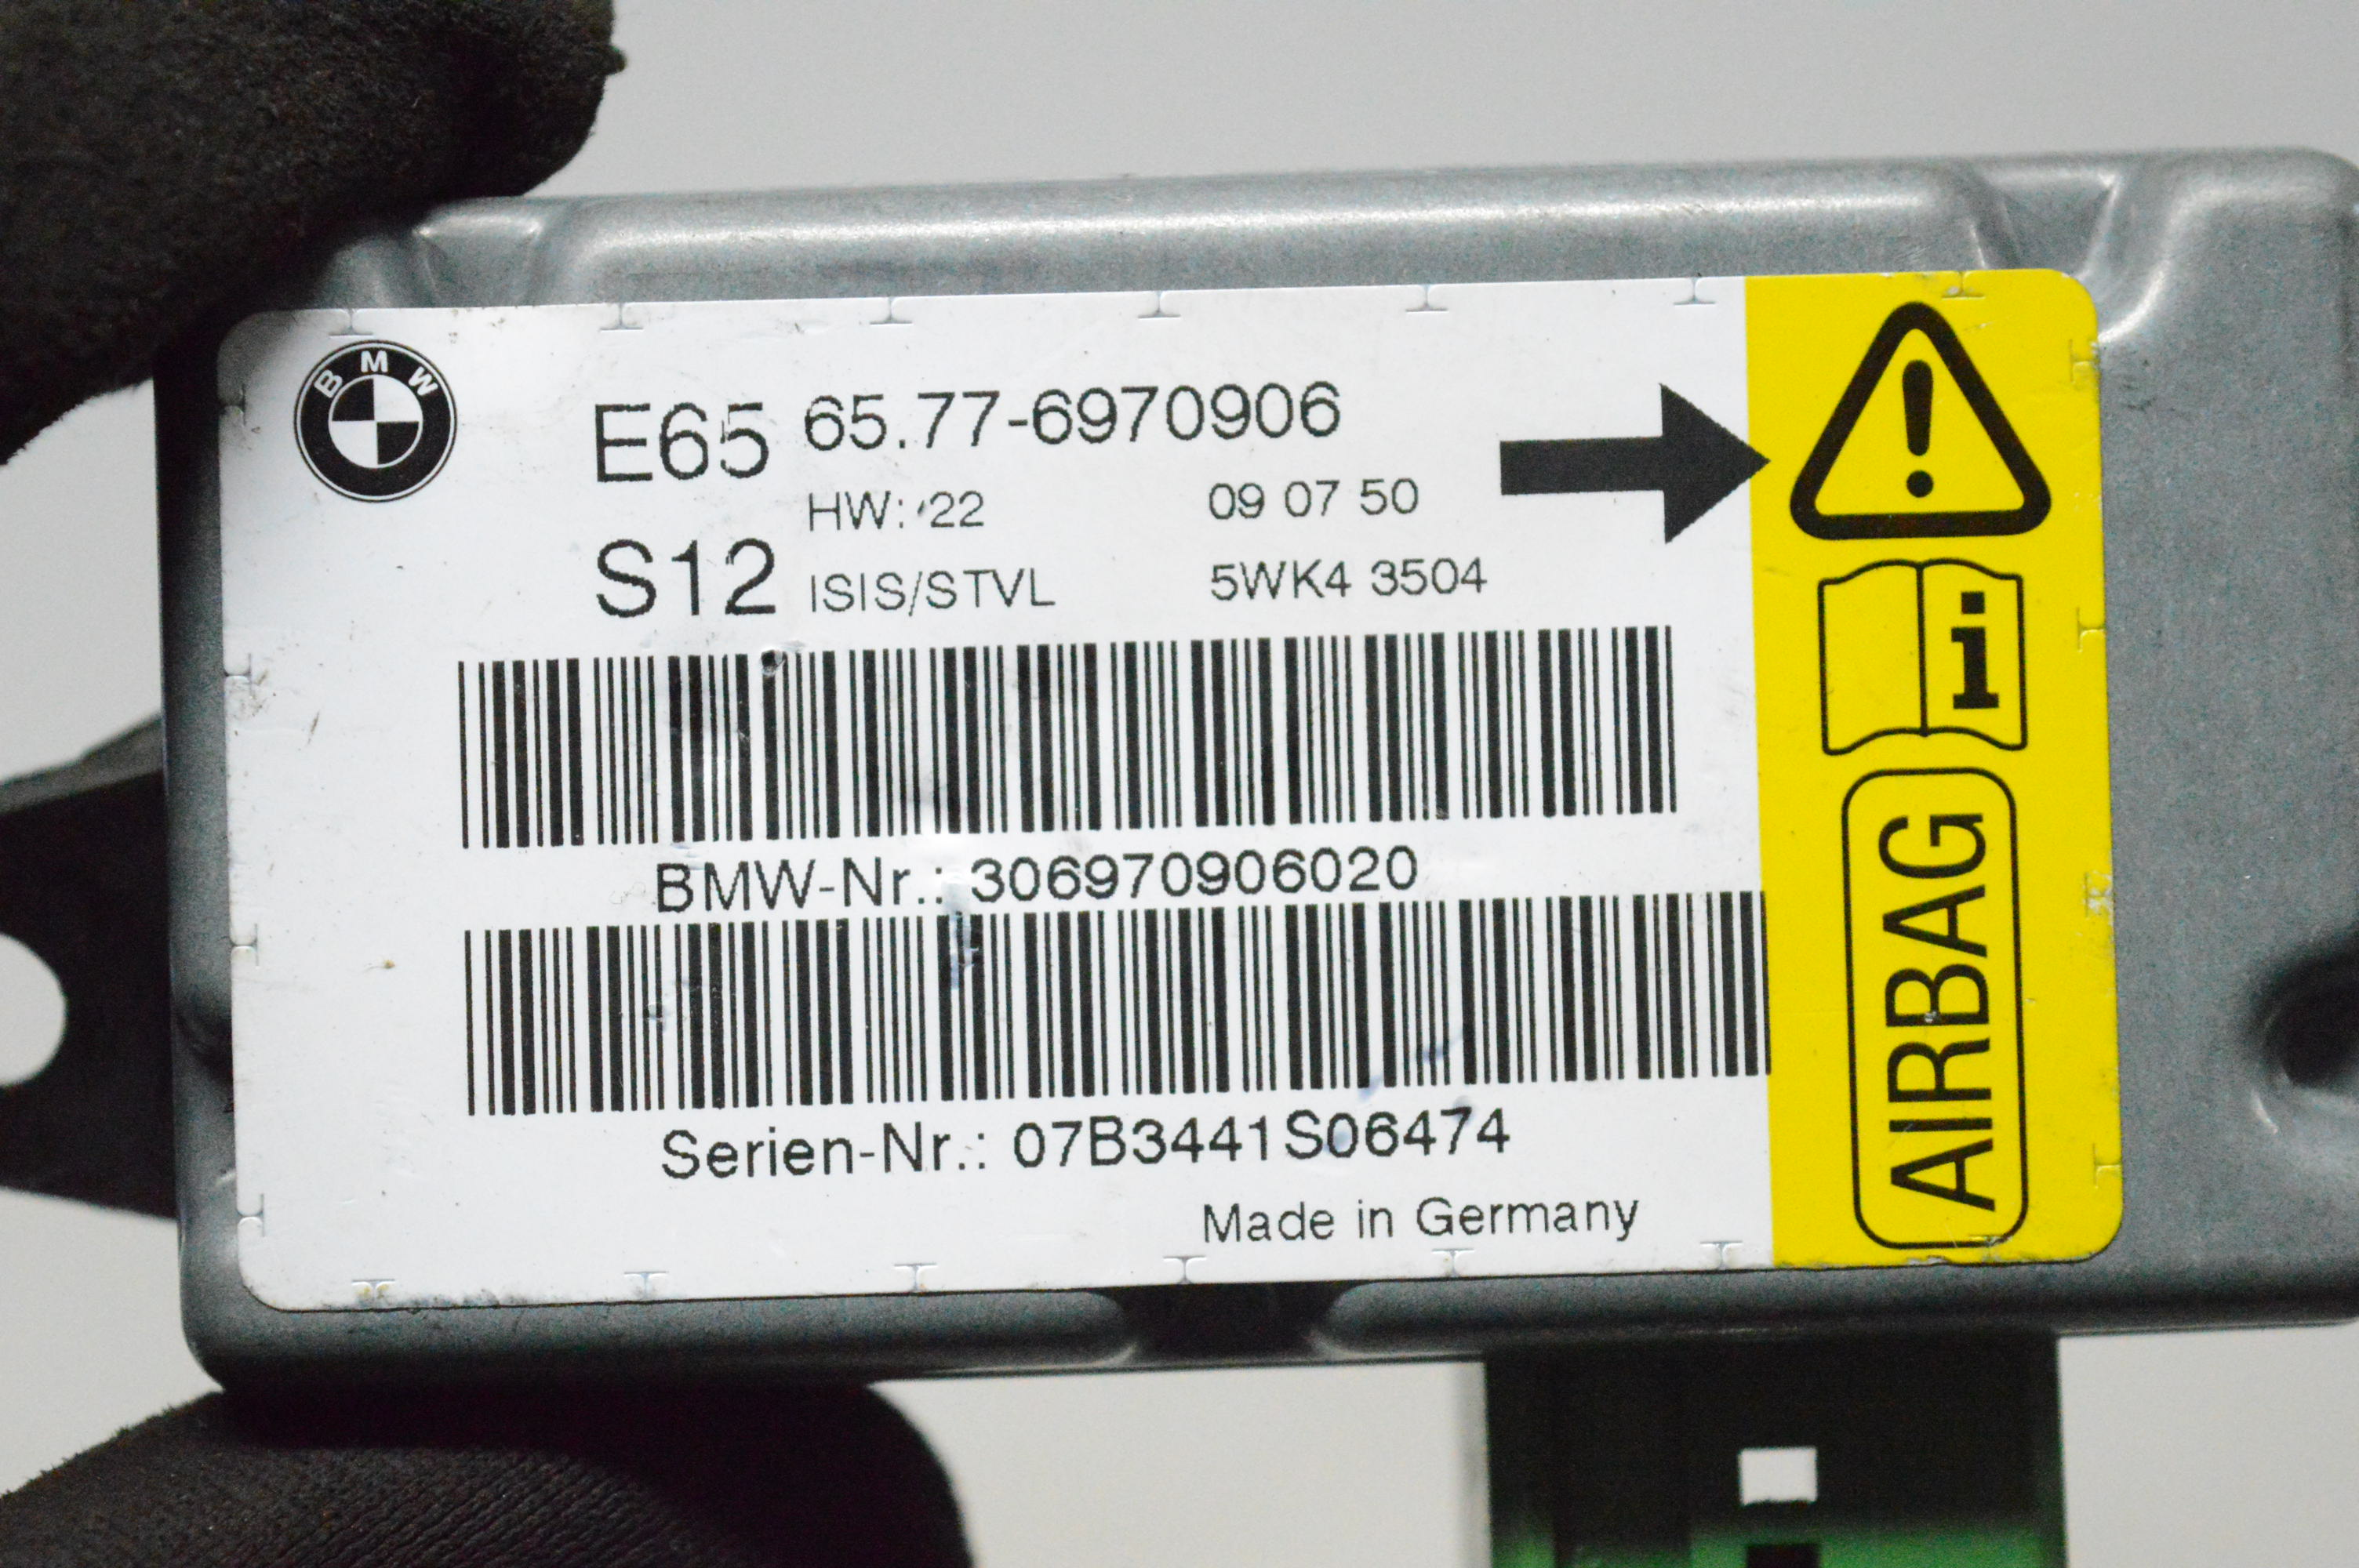 BMW
E65 65.77-6970906
HW: 22 09 07 50
S12 ISIS/STVL 5WK4 3504
BMW-Nr.: 306970906020
Serien-Nr.: 07B3441S06474
Made in Germany
!
i
AIRBAG